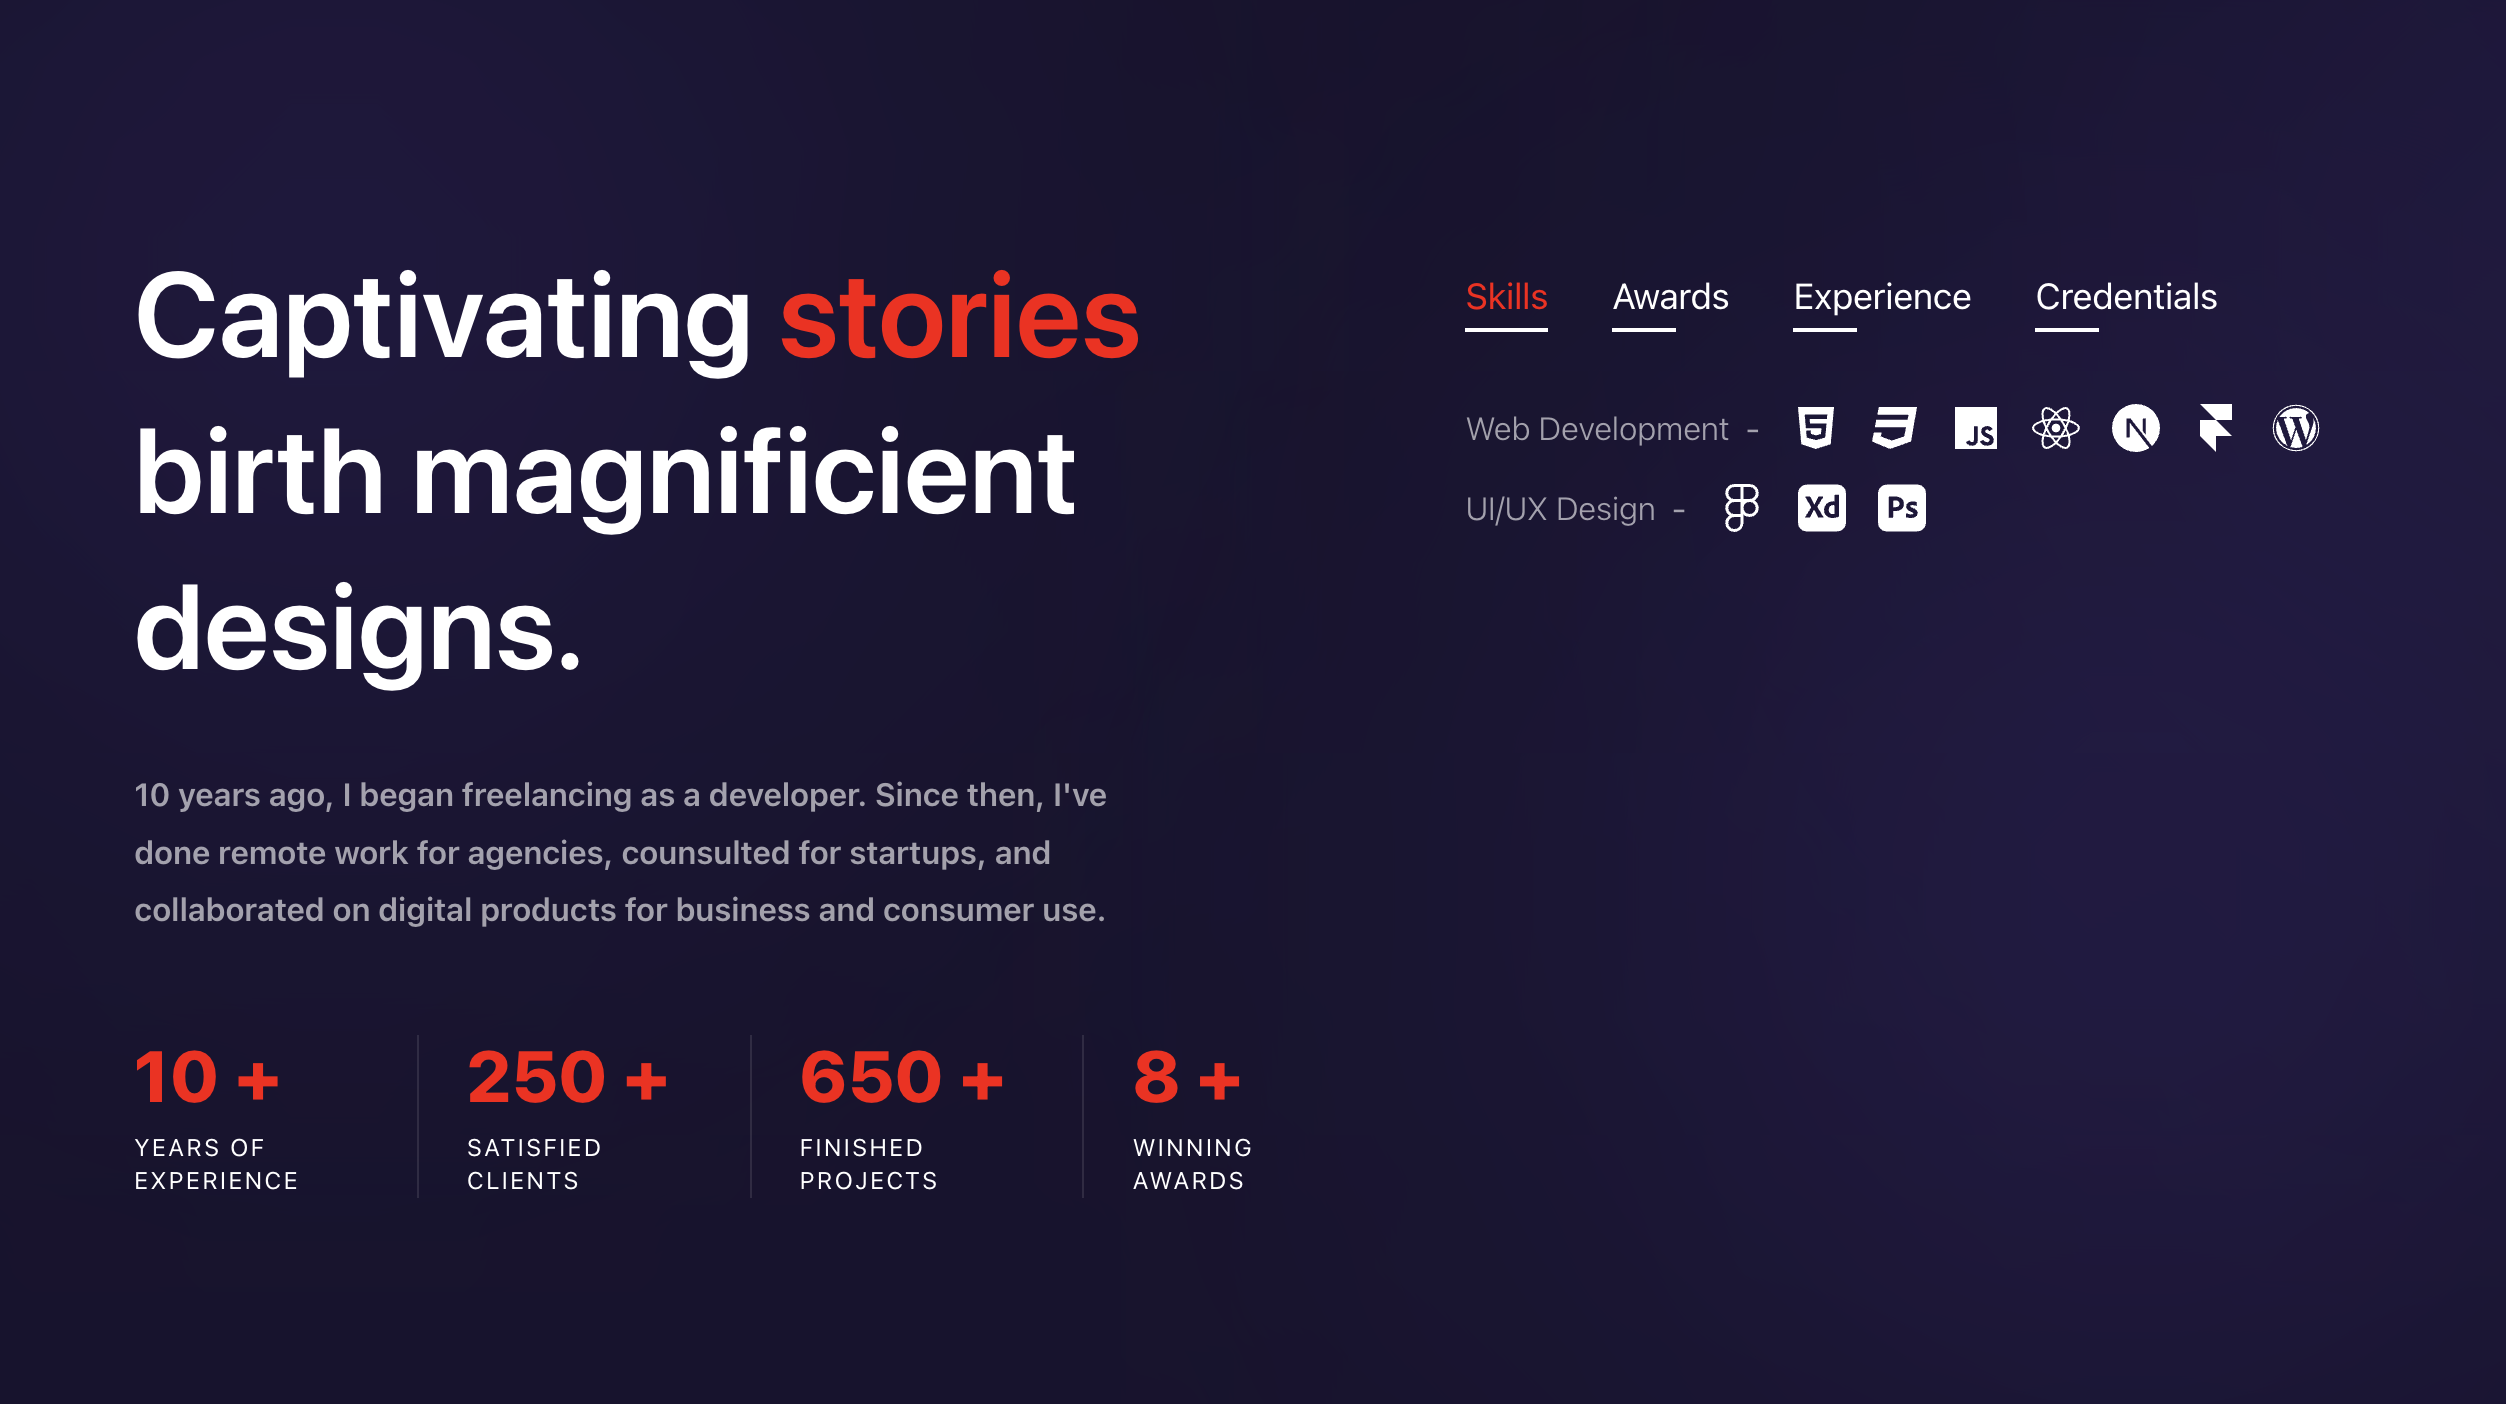 Captivating stories
birth magnificient
designs.
10 years ago, I began freelancing as a developer. Since then, I've
done remote work for agencies, counsulted for startups, and
collaborated on digital products for business and consumer use.
10 +
YEARS OF
EXPERIENCE
250 +
SATISFIED
CLIENTS
650 +
FINISHED
PROJECTS
8 +
WINNING
AWARDS
Skills Awards Experience Credentials
Web Development - 5 JS N W
UI/UX Design - Xd Ps